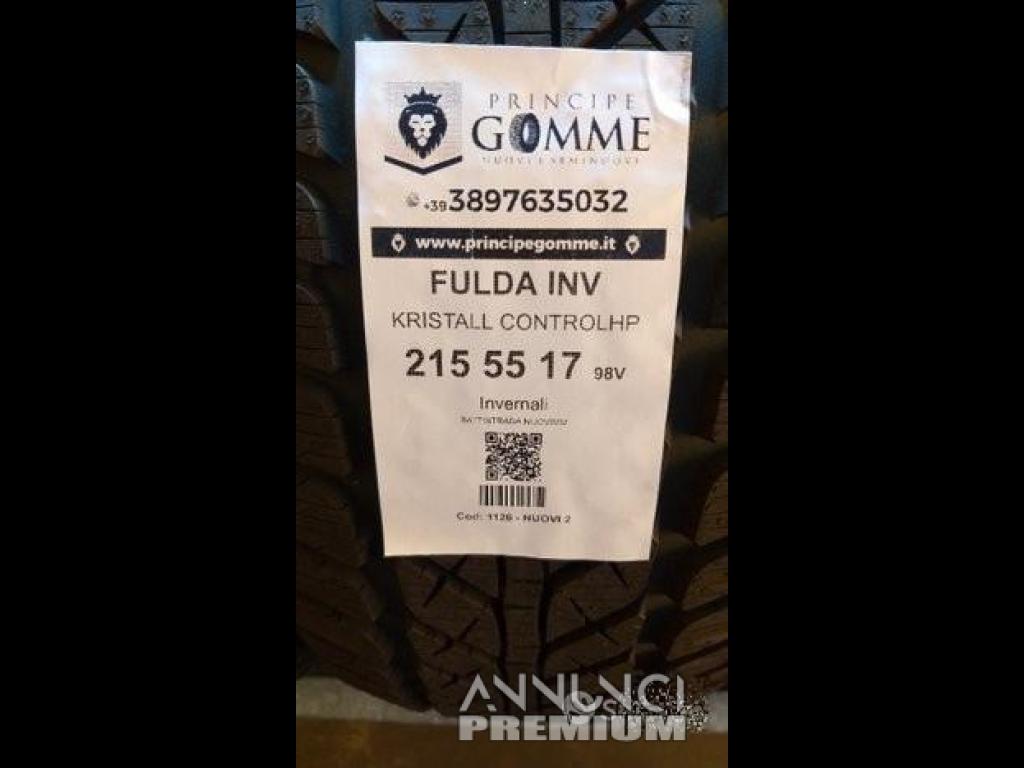 PRINCIPE
GOMME
+39 3897635032
www.principegomme.it
FULDA INV
KRISTALL CONTROLHP
215 55 17 98V
Invernali
Cod: 1126 - NUOVI 2
ANNUNCI
PREMIUM